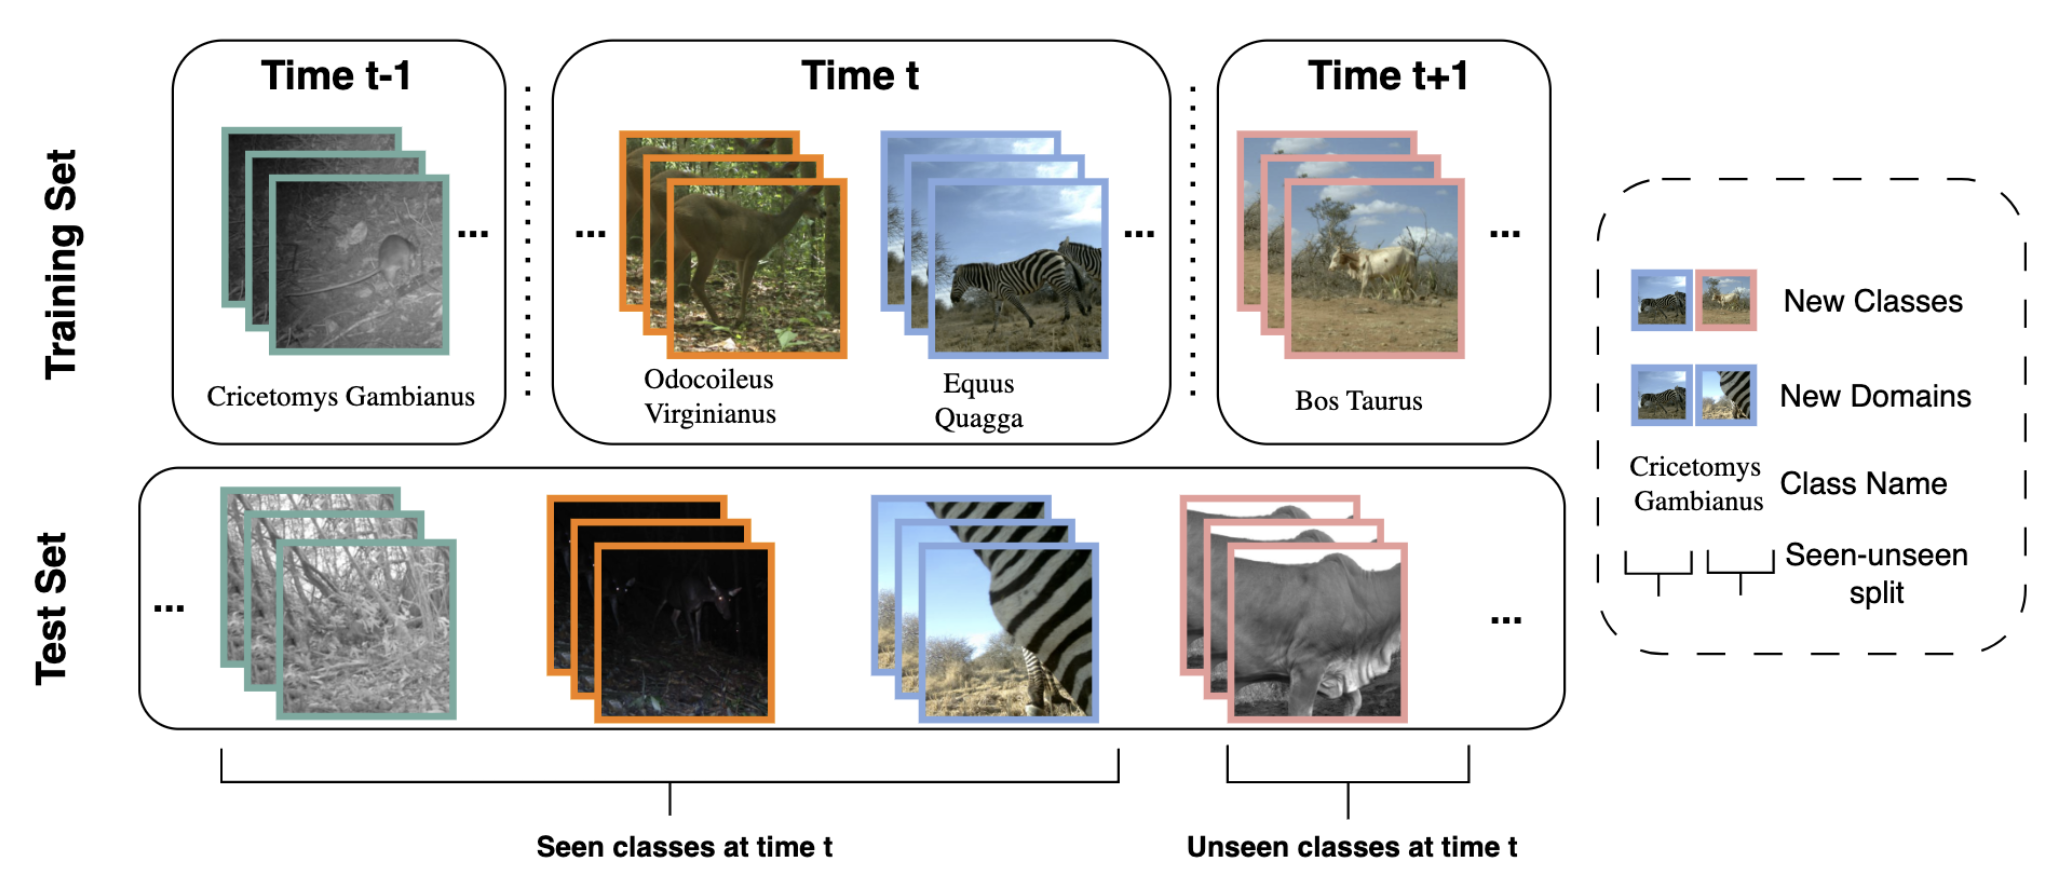 Time t-1
Time t
Time t+1
Training Set
...
...
...
...
Cricetomys Gambianus
Odocoileus
Virginianus
Equus
Quagga
Bos Taurus
Test Set
...
...
Seen classes at time t
Unseen classes at time t
New Classes
New Domains
Cricetomys
Gambianus
Class Name
Seen-unseen
split